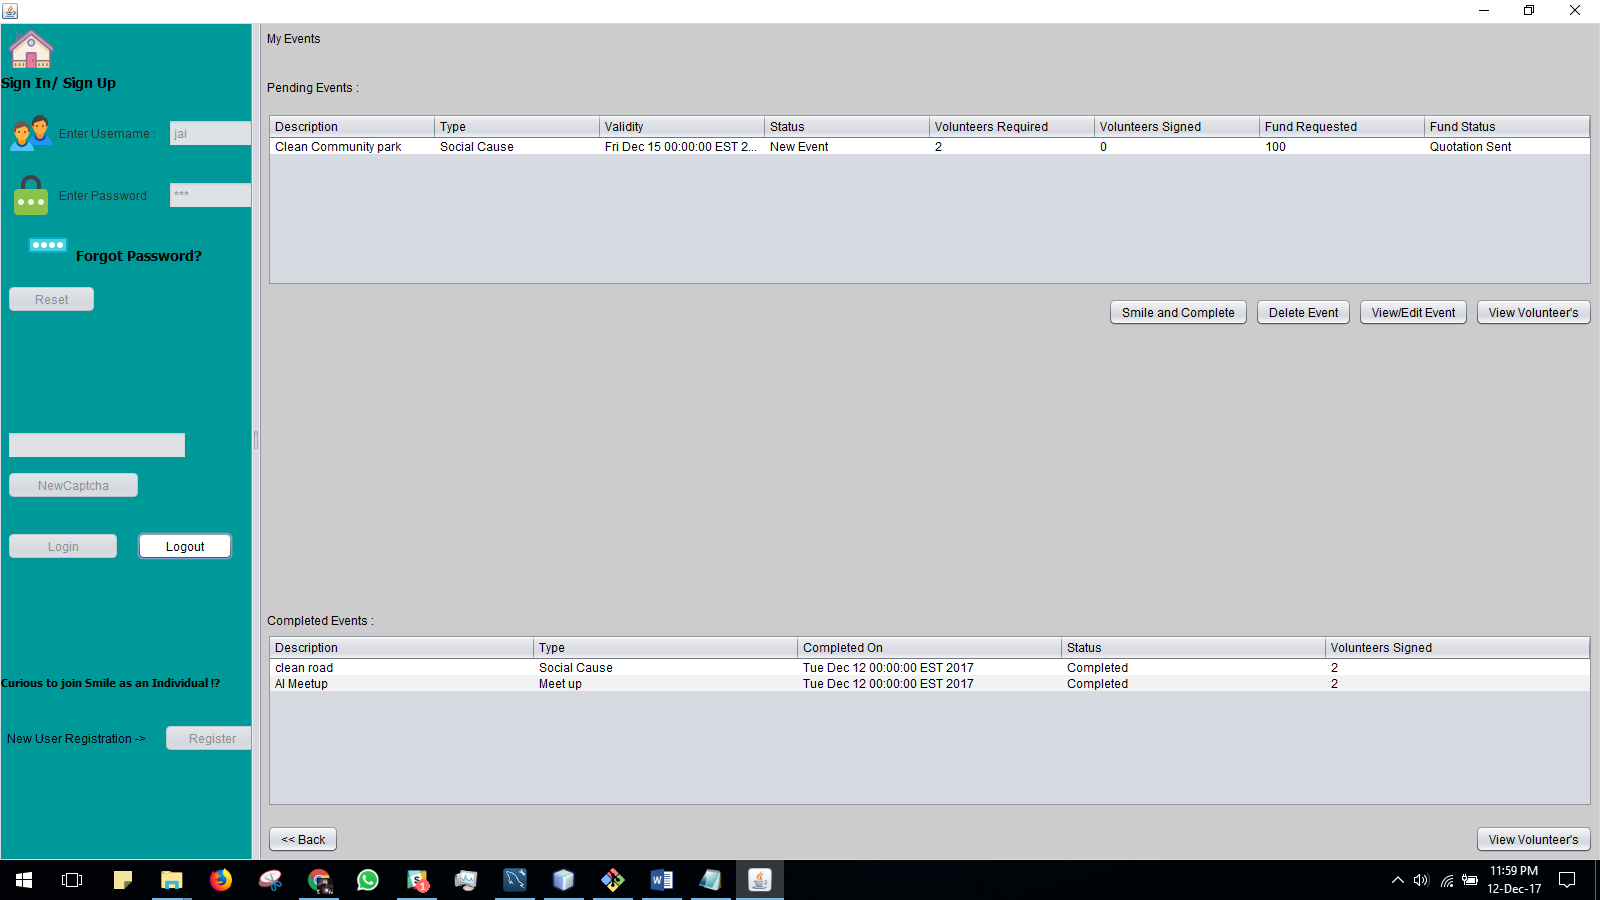 My Events
Sign In/ Sign Up
Pending Events :
Description Type Validity Status Volunteers Required Volunteers Signed Fund Requested Fund Status
Clean Community park Social Cause Fri Dec 15 00:00:00 EST 2... New Event 2 0 100 Quotation Sent
Enter Username : jai
Enter Password ***
Forgot Password?
Reset
Smile and Complete Delete Event View/Edit Event View Volunteer's
NewCaptcha
Login Logout
Completed Events :
Description Type Completed On Status Volunteers Signed
clean road Social Cause Tue Dec 12 00:00:00 EST 2017 Completed 2
AI Meetup Meet up Tue Dec 12 00:00:00 EST 2017 Completed 2
Curious to join Smile as an Individual !?
New User Registration -> Register
<< Back View Volunteer's
1
11:59 PM
12-Dec-17